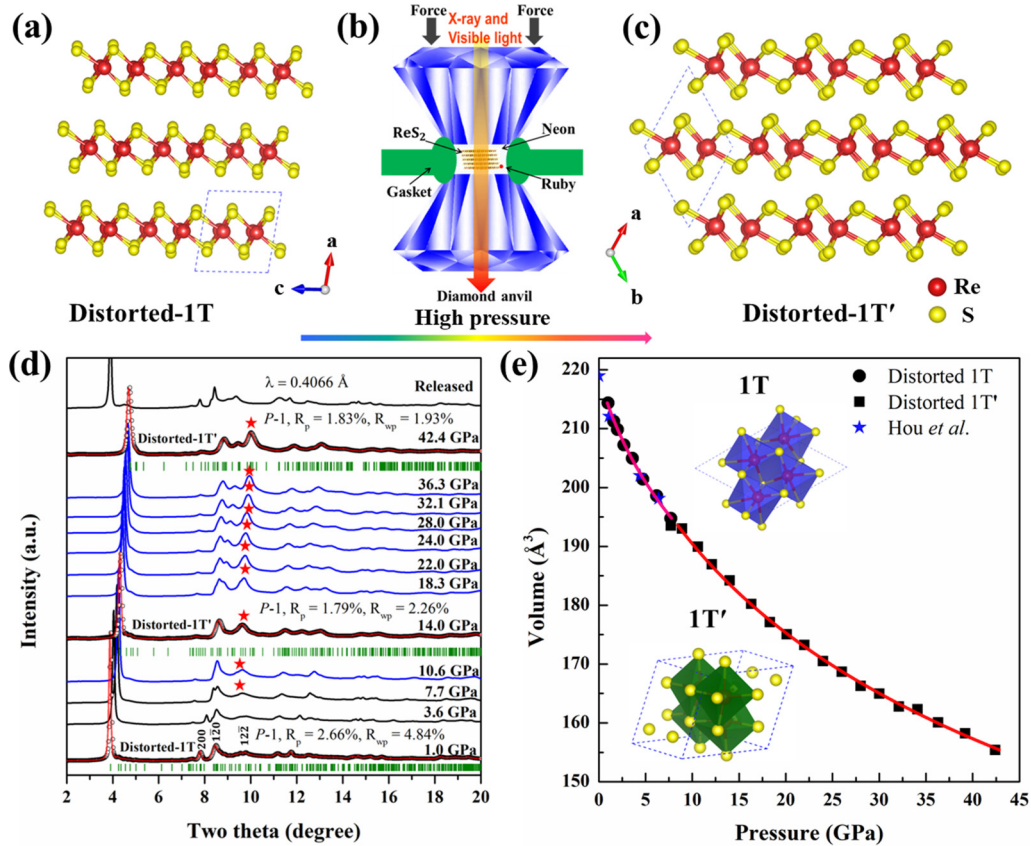 (a)
(b)
(c)
Force
X-ray and
Visible light
Force
ReS2
Neon
Gasket
Ruby
a
c
a
b
Diamond anvil
Distorted-1T
High pressure
Distorted-1T′
Re
S
(d)
λ = 0.4066 Å
Released
P-1, Rp = 1.83%, Rwp = 1.93%
Distorted-1T'
42.4 GPa
36.3 GPa
32.1 GPa
28.0 GPa
24.0 GPa
22.0 GPa
18.3 GPa
P-1, Rp = 1.79%, Rwp = 2.26%
Distorted-1T'
14.0 GPa
10.6 GPa
7.7 GPa
3.6 GPa
P-1, Rp = 2.66%, Rwp = 4.84%
Distorted-1T
200
120
1.0 GPa
Intensity (a.u.)
2 4 6 8 10 12 14 16 18 20
Two theta (degree)
(e)
1T
Distorted 1T
Distorted 1T'
Hou et al.
1T′
220
210
200
190
180
170
160
150
Volume (Å3)
0 5 10 15 20 25 30 35 40 45
Pressure (GPa)